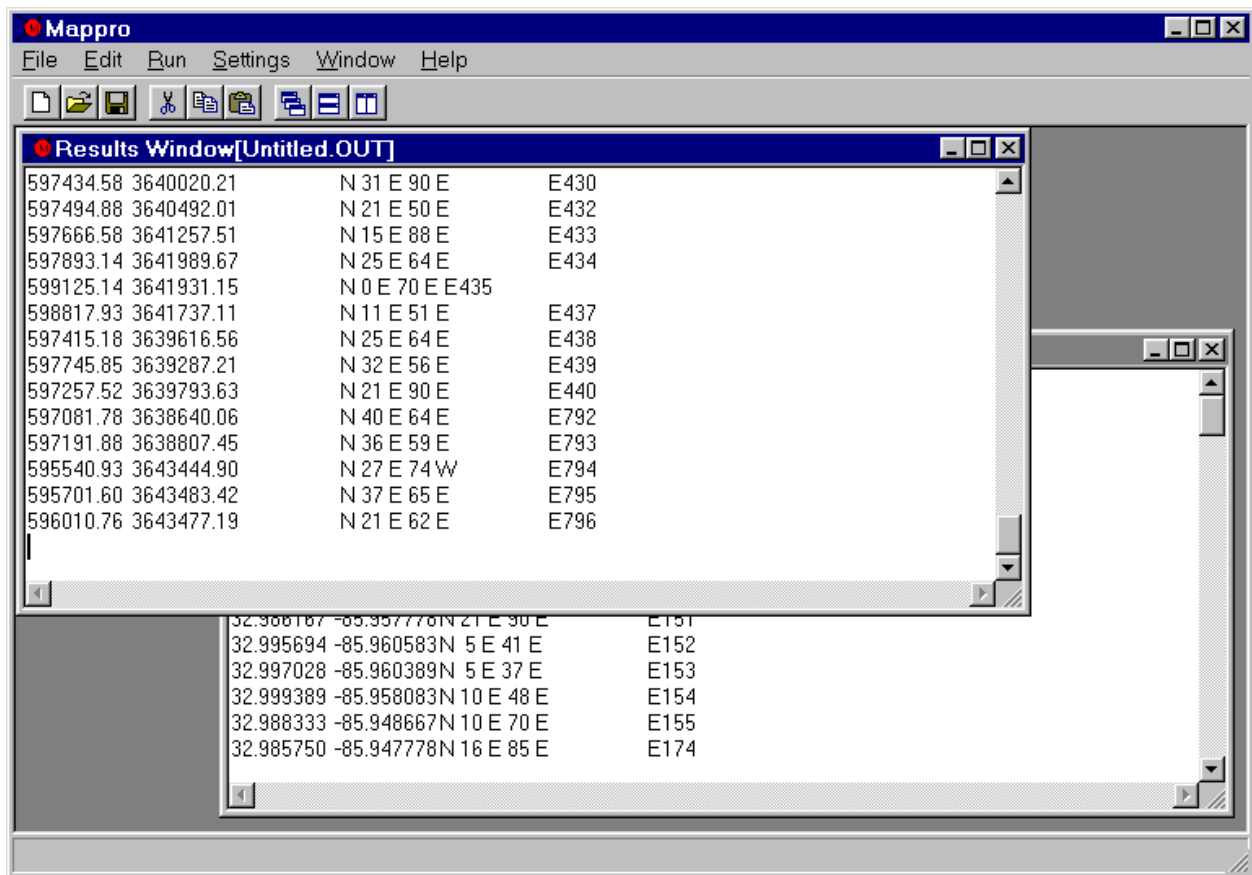 Mappro
File Edit Run Settings Window Help
Results Window[Untitled.OUT]
597434.58 3640020.21 N 31 E 90 E E430
597494.88 3640492.01 N 21 E 50 E E432
597666.58 3641257.51 N 15 E 88 E E433
597893.14 3641989.67 N 25 E 64 E E434
599125.14 3641931.15 N 0 E 70 E E435
598817.93 3641737.11 N 11 E 51 E E437
597415.18 3639616.56 N 25 E 64 E E438
597745.85 3639287.21 N 32 E 56 E E439
597257.52 3639793.63 N 21 E 90 E E440
597081.78 3638640.06 N 40 E 64 E E792
597191.88 3638807.45 N 36 E 59 E E793
595540.93 3643444.90 N 27 E 74 W E794
595701.60 3643483.42 N 37 E 65 E E795
596010.76 3643477.19 N 21 E 62 E E796
32.986167 -85.957778N 21 E 90 E E151
32.995694 -85.960583N 5 E 41 E E152
32.997028 -85.960389N 5 E 37 E E153
32.999389 -85.958083N 10 E 48 E E154
32.988333 -85.948667N 10 E 70 E E155
32.985750 -85.947778N 16 E 85 E E174